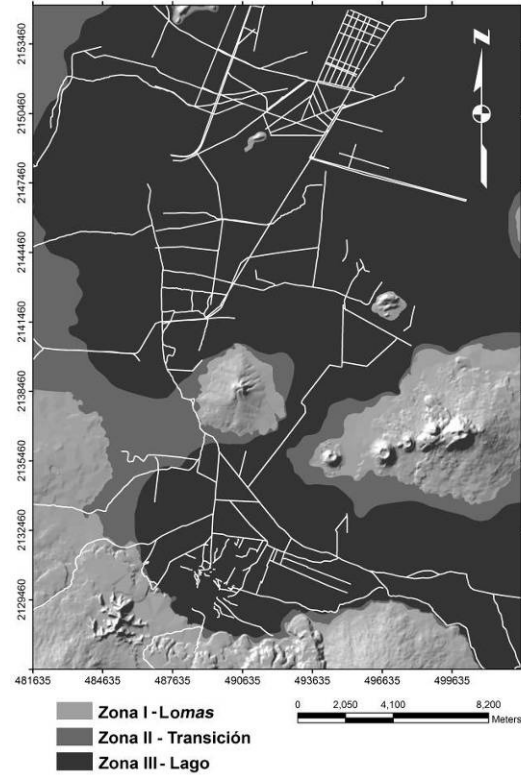 2153460
2150460
2147460
2144460
2141460
2138460
2135460
2132460
2129460
Z
481635 484635 487635 490635 493635 496635 499635
Zona I - Lomas
Zona II - Transición
Zona III - Lago
0 2,050 4,100 8,200
Meters